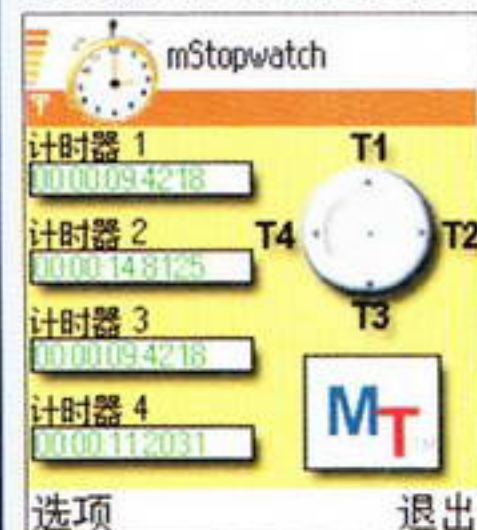 mStopwatch
计时器 1
00:00:09.4218
计时器 2
00:00:14.8125
计时器 3
00:00:09.4218
计时器 4
00:00:11.2031
T1
T4
T2
T3
MT
选项
退出